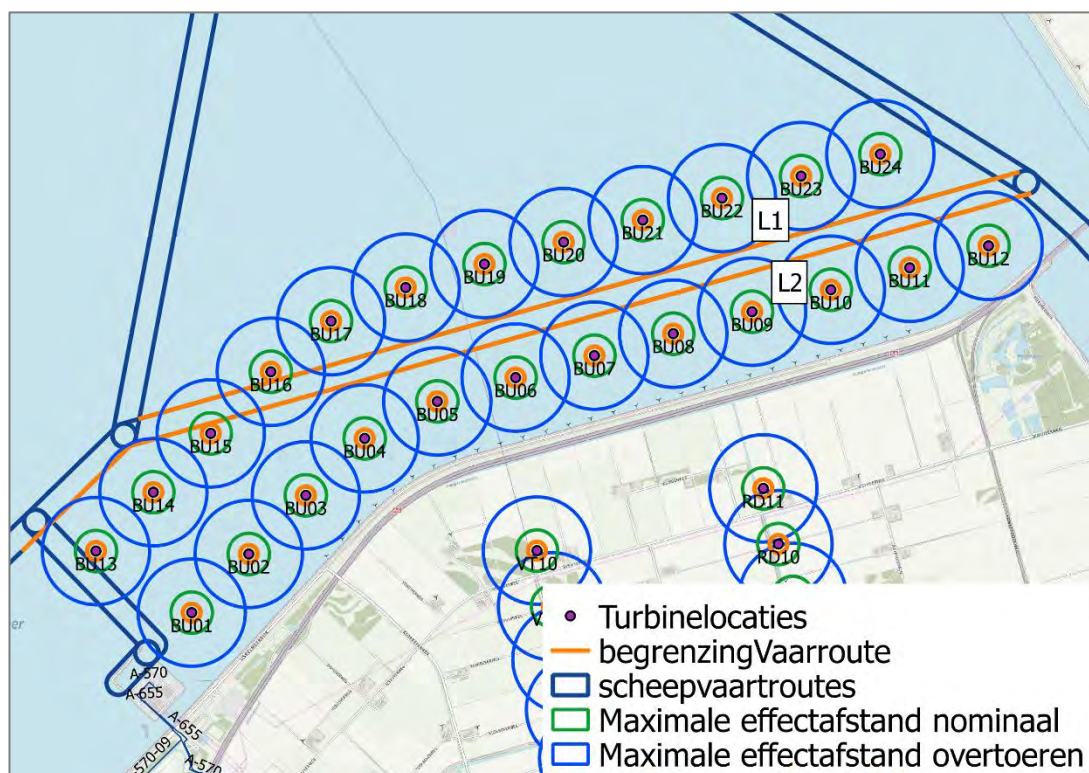 BU24
BU23
BU22
L1
BU21
BU12
BU20
BU11
L2
BU19
BU10
BU18
BU09
BU17
BU08
BU07
BU16
BU06
BU05
BU15
BU04
RD11
BU14
BU03
RD10
BU13
BU02
VT10
BU01
A-570
A-655
A-655
A-570
570-09
Turbinelocaties
begrenzingVaarroute
scheepvaartroutes
Maximale effectafstand nominaal
Maximale effectafstand overtoeren